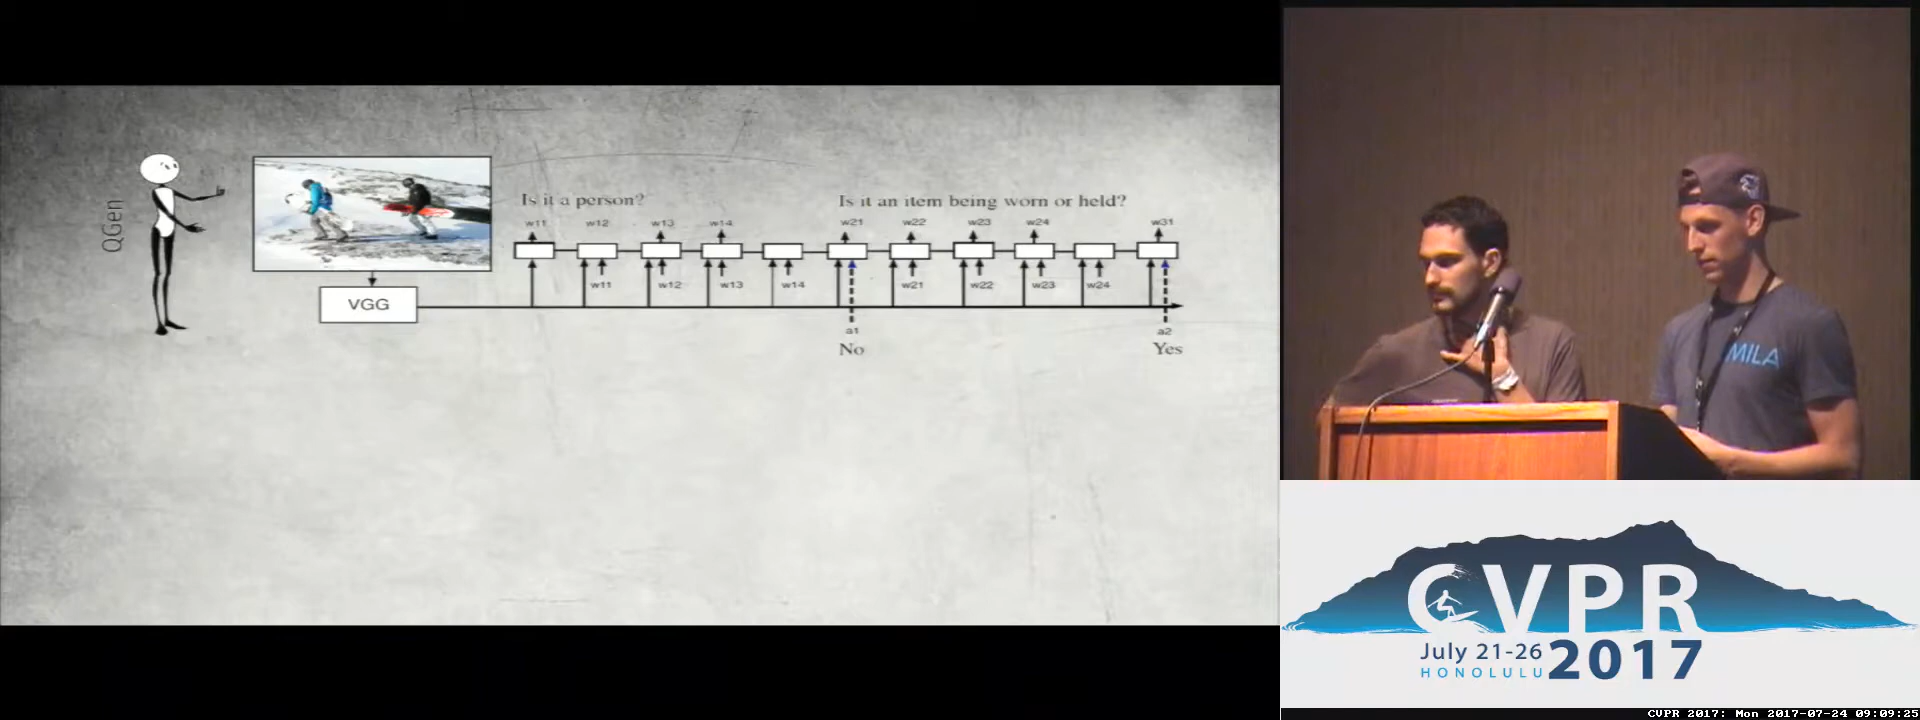 QGen
Is it a person?
Is it an item being worn or held?
w11 w12 w13 w14 w21 w22 w23 w24 w31
w11 w12 w13 w14 w21 w22 w23 w24
VGG
a1 a2
No Yes
MILA
CVPR
July 21-26
HONOLULU
2017
CVPR 2017: Mon 2017-07-24 09:09:25